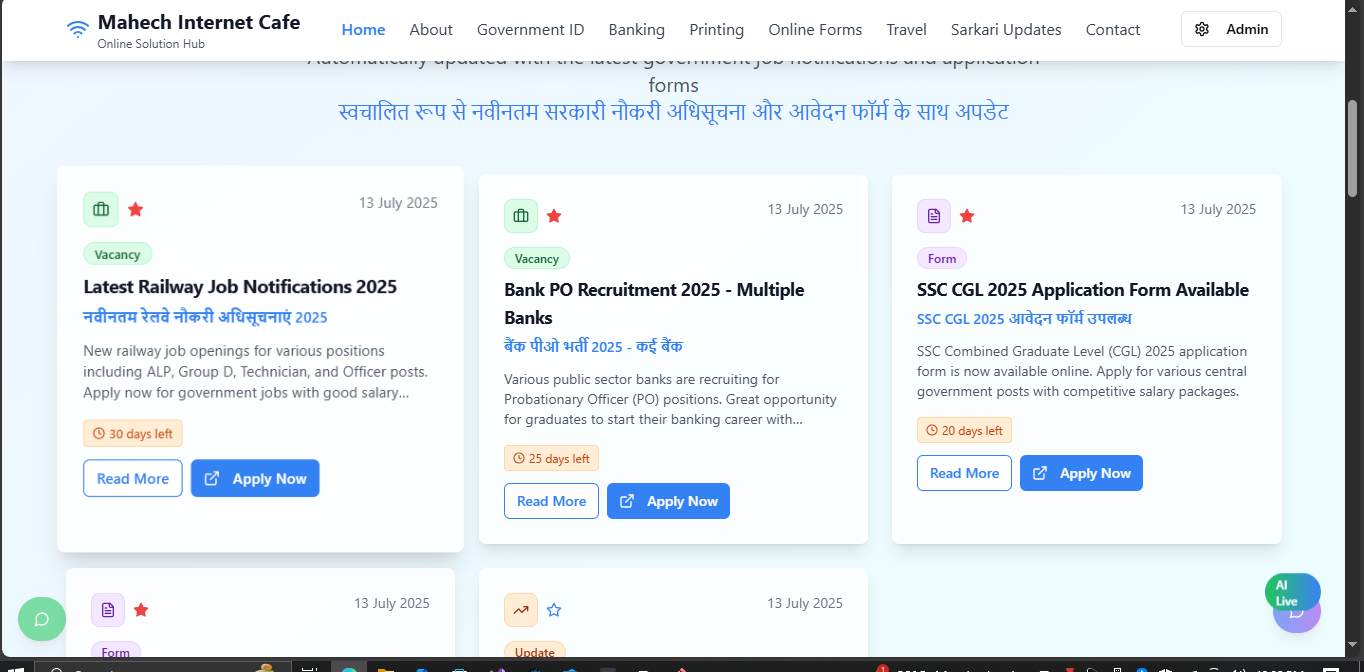 Mahech Internet Cafe
Online Solution Hub
Home About Government ID Banking Printing Online Forms Travel Sarkari Updates Contact Admin
Automatically updated with the latest government job notifications and application
forms
स्वचालित रूप से नवीनतम सरकारी नौकरी अधिसूचना और आवेदन फॉर्म के साथ अपडेट
13 July 2025
Vacancy
Latest Railway Job Notifications 2025
नवीनतम रेलवे नौकरी अधिसूचनाएं 2025
New railway job openings for various positions
including ALP, Group D, Technician, and Officer posts.
Apply now for government jobs with good salary...
30 days left
Read More Apply Now
13 July 2025
Vacancy
Bank PO Recruitment 2025 - Multiple
Banks
बैंक पीओ भर्ती 2025 - कई बैंक
Various public sector banks are recruiting for
Probationary Officer (PO) positions. Great opportunity
for graduates to start their banking career with...
25 days left
Read More Apply Now
13 July 2025
Form
SSC CGL 2025 Application Form Available
SSC CGL 2025 आवेदन फॉर्म उपलब्ध
SSC Combined Graduate Level (CGL) 2025 application
form is now available online. Apply for various central
government posts with competitive salary packages.
20 days left
Read More Apply Now
13 July 2025
Form
13 July 2025
Update
AI
Live